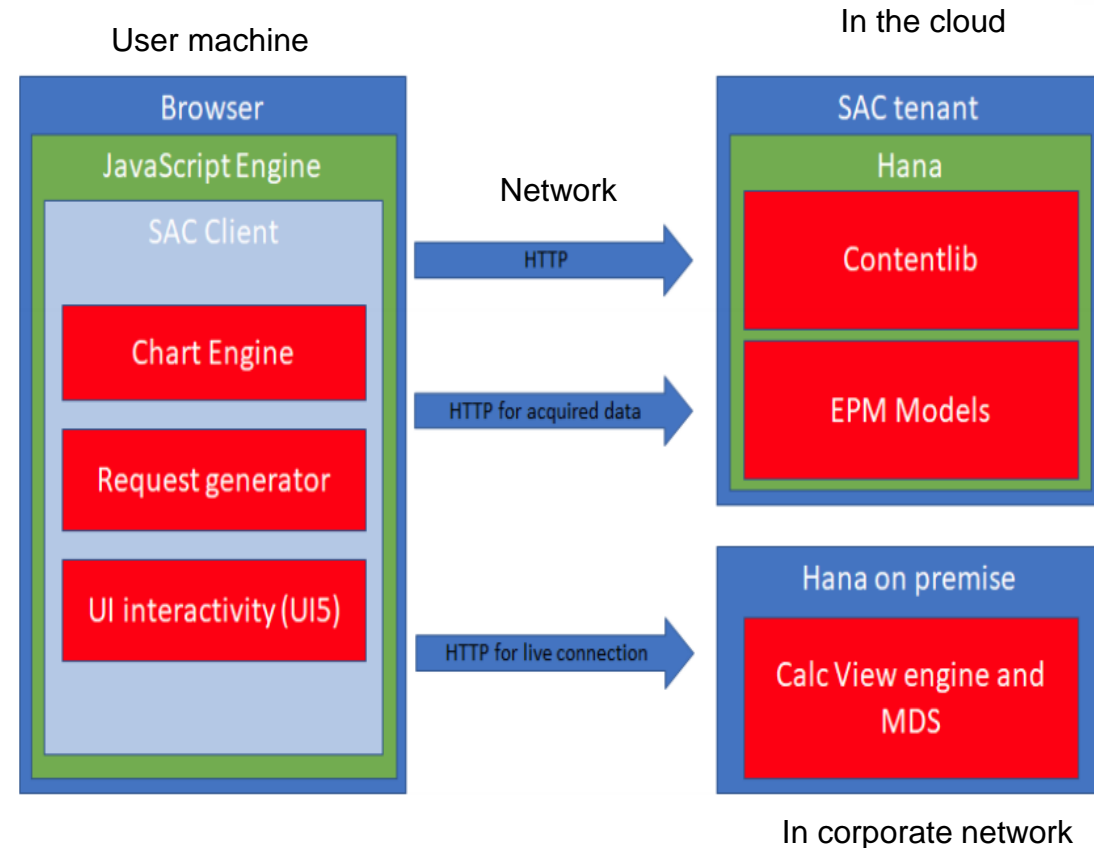 User machine
In the cloud
Browser
JavaScript Engine
SAC Client
Chart Engine
Request generator
UI interactivity (UI5)
Network
HTTP
HTTP for acquired data
HTTP for live connection
SAC tenant
Hana
Contentlib
EPM Models
Hana on premise
Calc View engine and
MDS
In corporate network